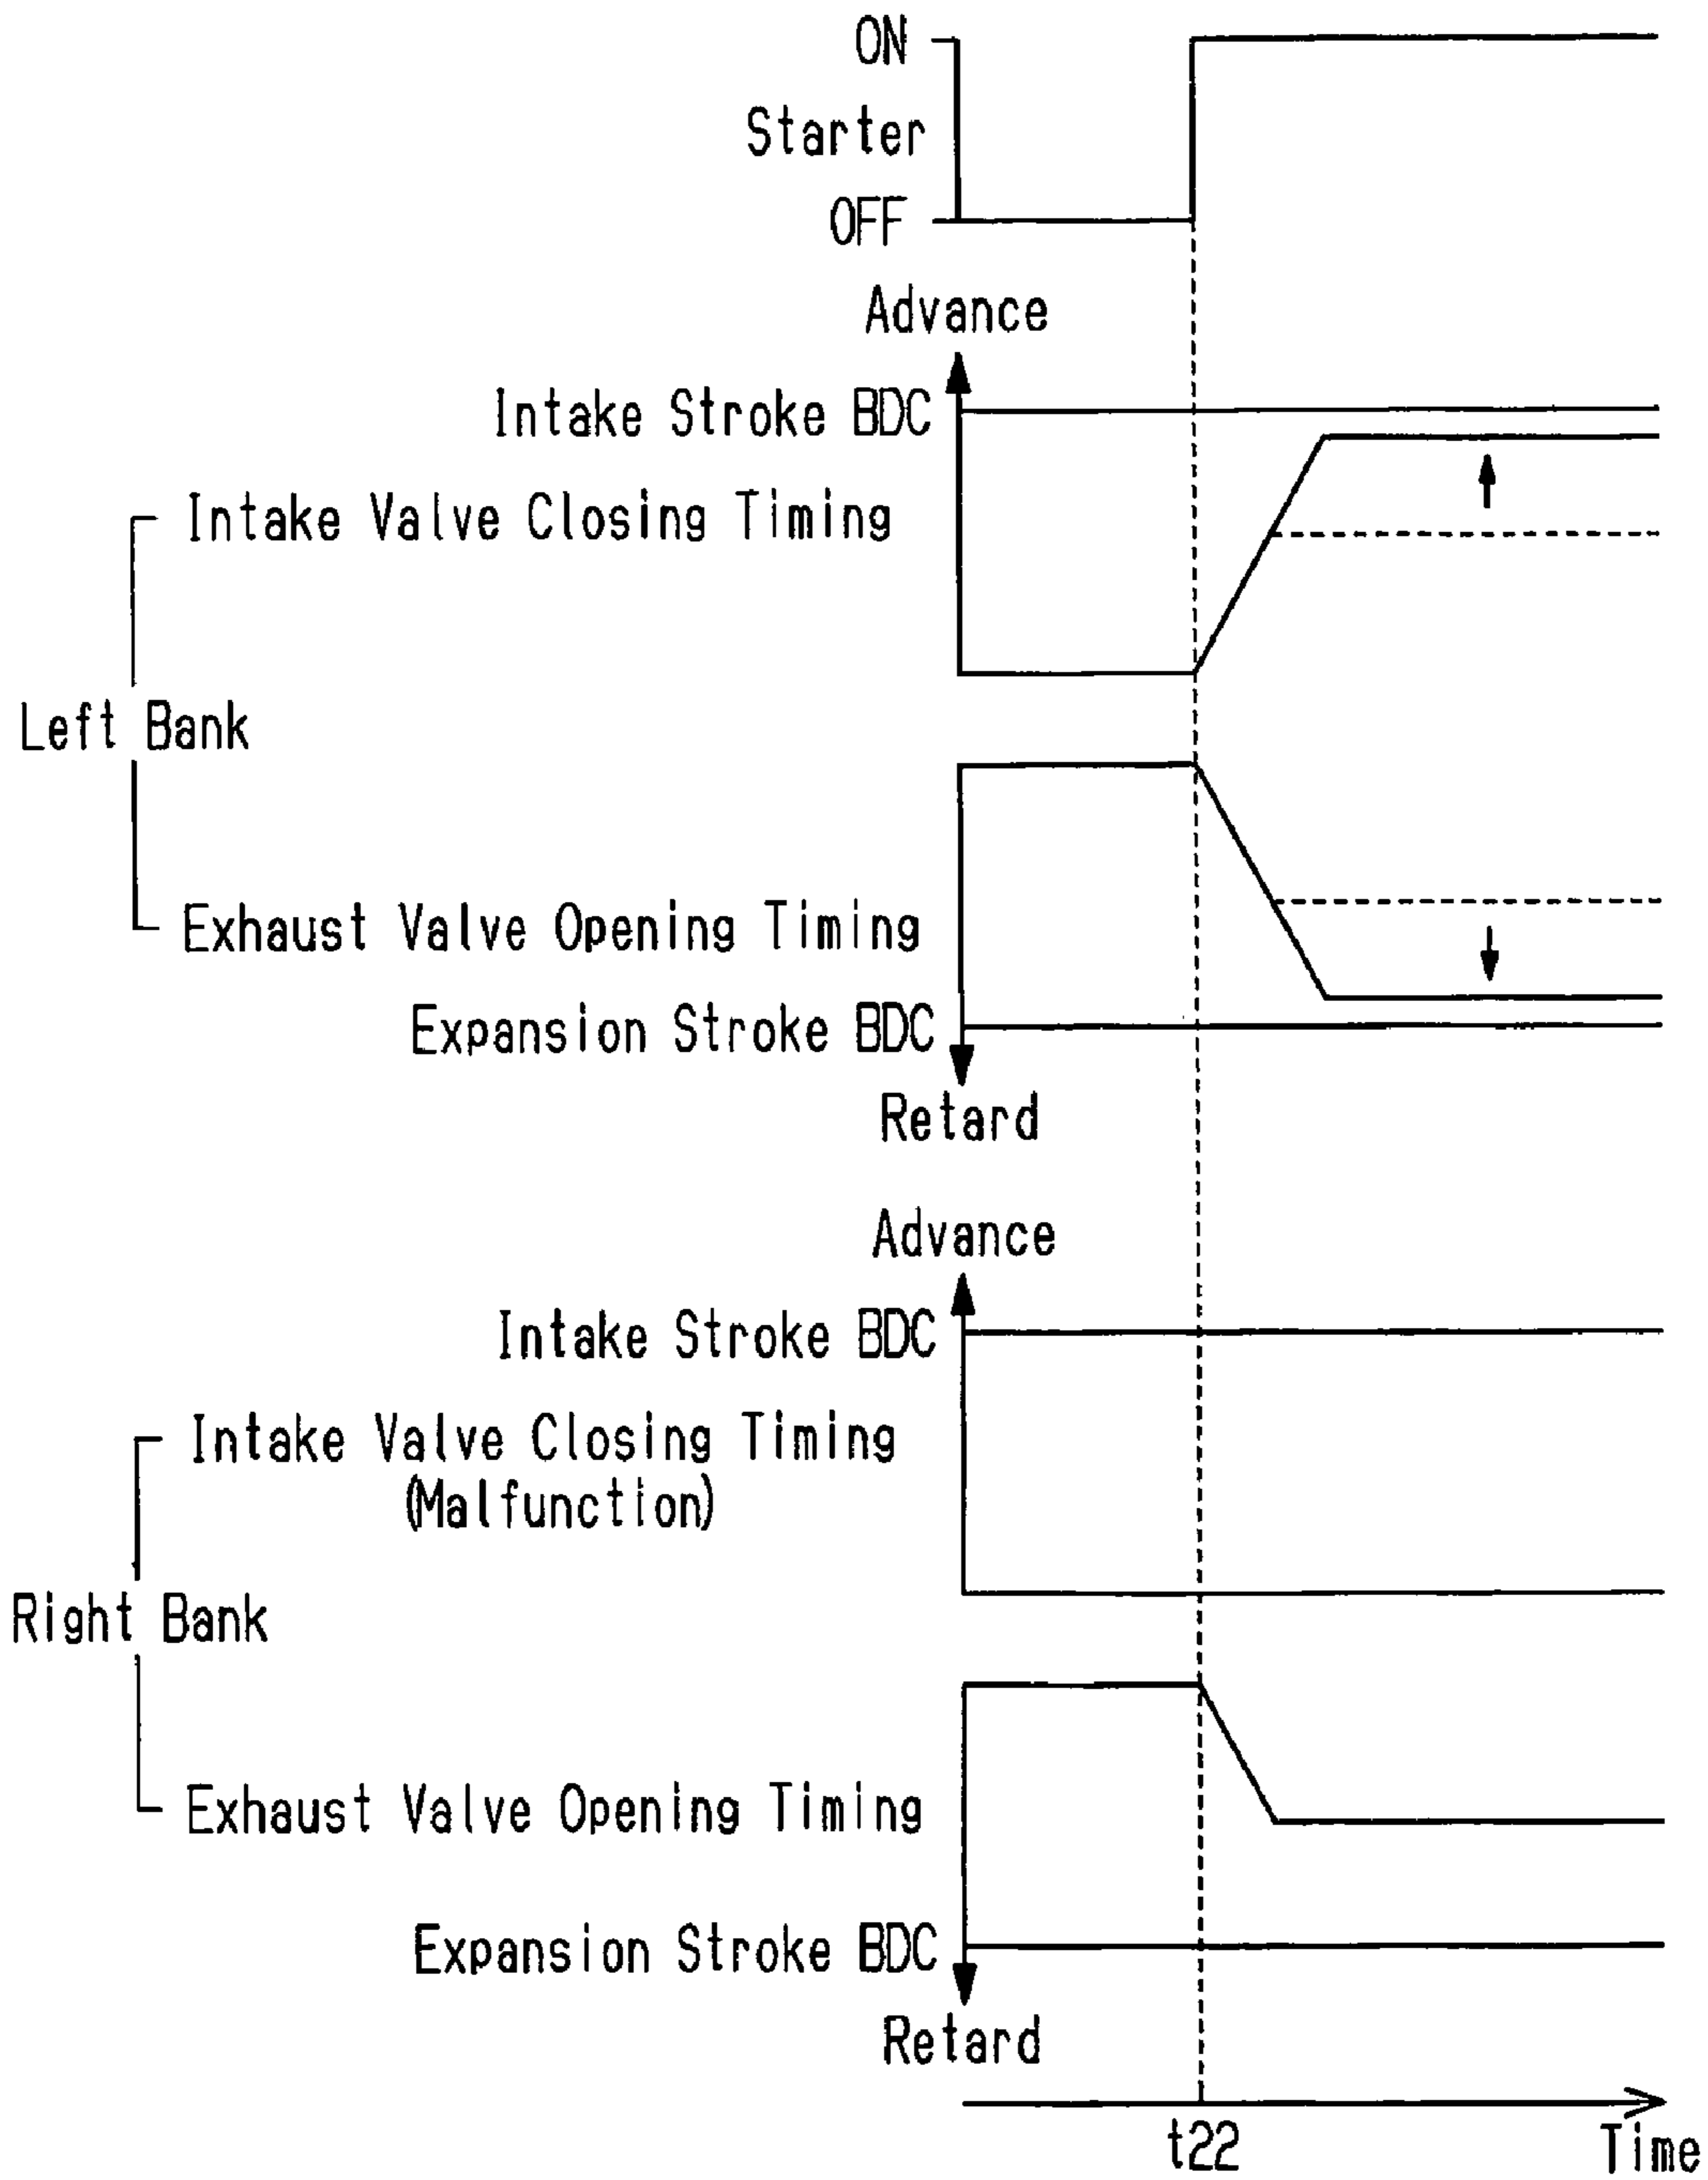 ON
Starter
OFF
Advance
Intake Stroke BDC
Intake Valve Closing Timing
Left Bank
Exhaust Valve Opening Timing
Expansion Stroke BDC
Retard
Advance
Intake Stroke BDC
Intake Valve Closing Timing
(Malfunction)
Right Bank
Exhaust Valve Opening Timing
Expansion Stroke BDC
Retard
t22
Time